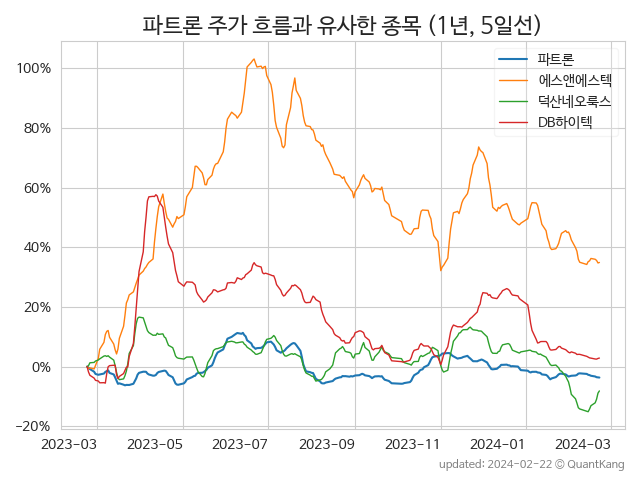 파트론 주가 흐름과 유사한 종목 (1년, 5일선)
파트론
에스앤에스텍
덕산네오룩스
DB하이텍
100%
80%
60%
40%
20%
0%
−20%
2023-03 2023-05 2023-07 2023-09 2023-11 2024-01 2024-03
updated: 2024-02-22 © QuantKang